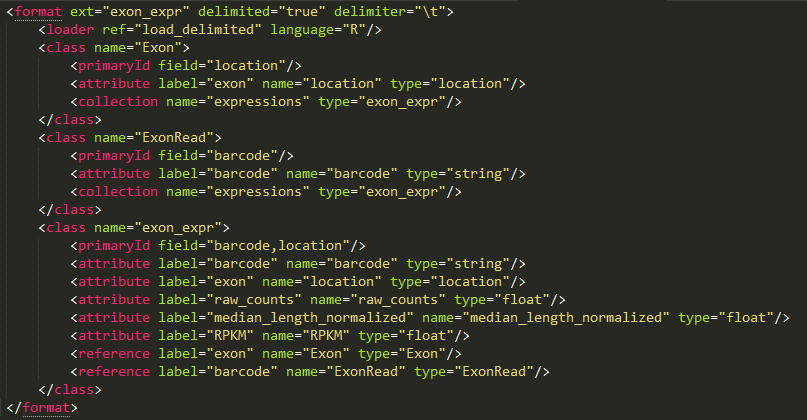 <format ext="exon_expr" delimited="true" delimiter="\t">
<loader ref="load_delimited" language="R"/>
<class name="Exon">
<primaryId field="location"/>
<attribute label="exon" name="location" type="location"/>
<collection name="expressions" type="exon_expr"/>
</class>
<class name="ExonRead">
<primaryId field="barcode"/>
<attribute label="barcode" name="barcode" type="string"/>
<collection name="expressions" type="exon_expr"/>
</class>
<class name="exon_expr">
<primaryId field="barcode,location"/>
<attribute label="barcode" name="barcode" type="string"/>
<attribute label="exon" name="location" type="location"/>
<attribute label="raw_counts" name="raw_counts" type="float"/>
<attribute label="median_length_normalized" name="median_length_normalized" type="float"/>
<attribute label="RPKM" name="RPKM" type="float"/>
<reference label="exon" name="Exon" type="Exon"/>
<reference label="barcode" name="ExonRead" type="ExonRead"/>
</class>
</format>